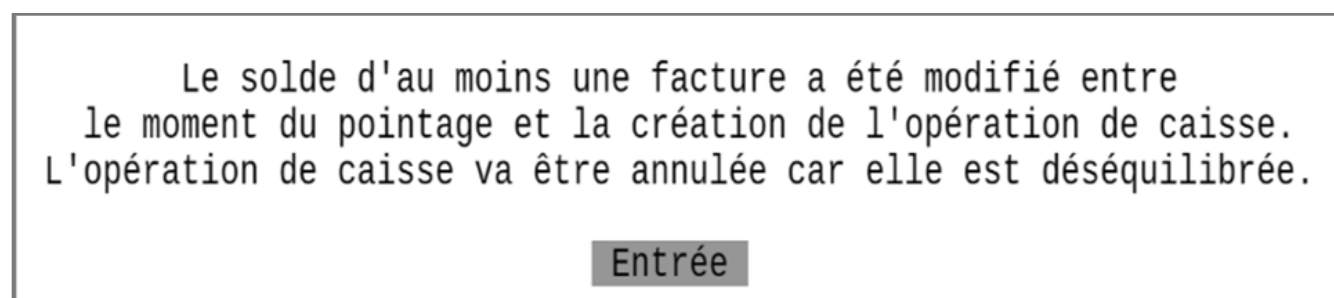 Le solde d'au moins une facture a été modifié entre
le moment du pointage et la création de l'opération de caisse.
L'opération de caisse va être annulée car elle est déséquilibrée.
Entrée